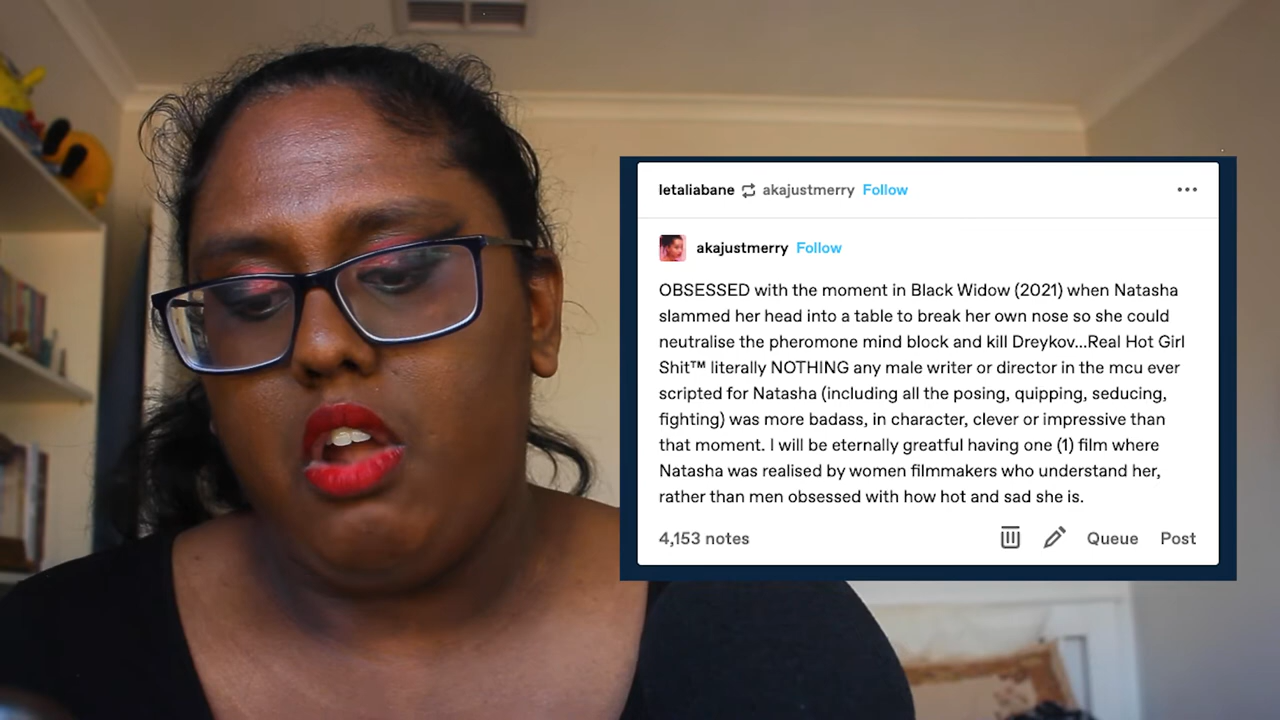 letaliabane akajustmerry Follow
akajustmerry Follow
OBSESSED with the moment in Black Widow (2021) when Natasha
slammed her head into a table to break her own nose so she could
neutralise the pheromone mind block and kill Dreykov...Real Hot Girl
Shit™ literally NOTHING any male writer or director in the mcu ever
scripted for Natasha (including all the posing, quipping, seducing,
fighting) was more badass, in character, clever or impressive than
that moment. I will be eternally greatful having one (1) film where
Natasha was realised by women filmmakers who understand her,
rather than men obsessed with how hot and sad she is.
4,153 notes Queue Post